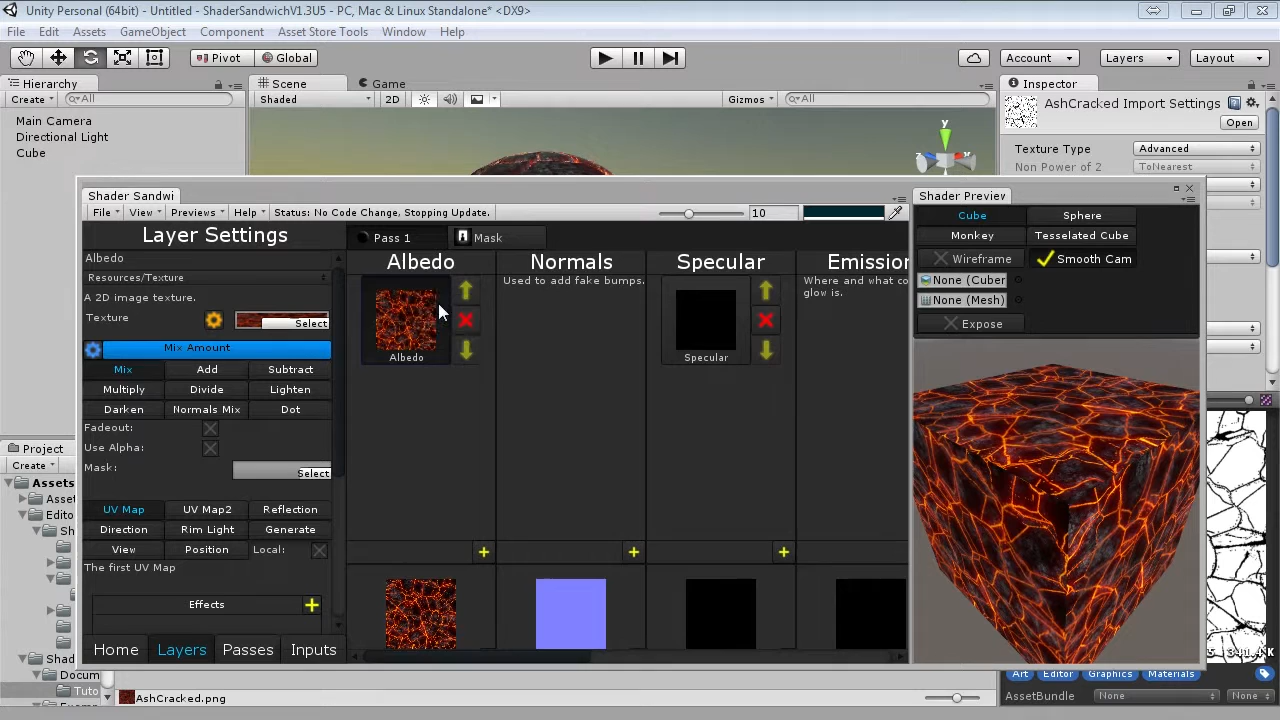 Unity Personal (64bit) - Untitled - ShaderSandwichV1.3U5 - PC, Mac & Linux Standalone* <DX9>
File Edit Assets GameObject Component Asset Store Tools Window Help
Pivot Global Account Layers Layout
Hierarchy Scene Game Inspector
Create All Shaded 2D Gizmos All AshCracked Import Settings
Open
Main Camera
Directional Light
Cube
Texture Type Advanced
Non Power of 2 ToNearest
Shader Sandwi Shader Preview
File View Previews Help Status: No Code Change, Stopping Update. 10
Cube Sphere
Monkey Tesselated Cube
Wireframe Smooth Cam
None (Cuber
None (Mesh)
Expose
Layer Settings Pass 1 Mask
Albedo
Resources/Texture
A 2D image texture.
Texture Select
Mix Amount
Mix Add Subtract
Multiply Divide Lighten
Darken Normals Mix Dot
Fadeout:
Use Alpha:
Mask: Select
UV Map UV Map2 Reflection
Direction Rim Light Generate
View Position Local:
The first UV Map
Effects
Home Layers Passes Inputs
Albedo Normals Specular Emission
Used to add fake bumps. Where and what co
glow is.
Albedo Specular
Project
Create
Assets
Asset
Edito
Sh
Shad
Docum
Tuto
AshCracked.png
Art Editor Graphics Materials
AssetBundle None None